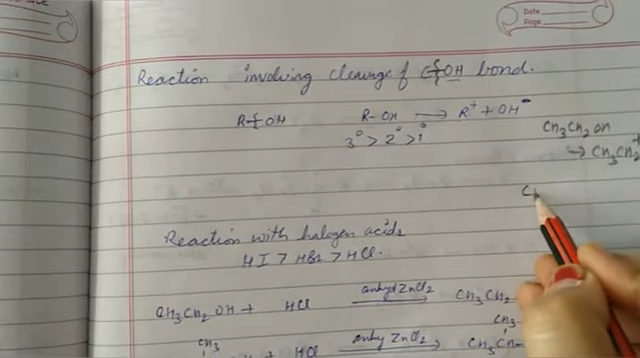 Date
Page
Reaction involving cleavage of C⸾OH bond.
R⸾OH R-OH ⟶ R⁺ + OH⁻
3° > 2° > 1°
CH₃CH₂OH
→ CH₃CH₂⁺
C
Reaction with halogen acids
HI > HBr > HCl.
CH₃CH₂OH + HCl anhyd ZnCl₂ ⟶ CH₃CH₂
CH₃ CH₃
+ HCl anhy ZnCl₂ ⟶ CH₃CH-